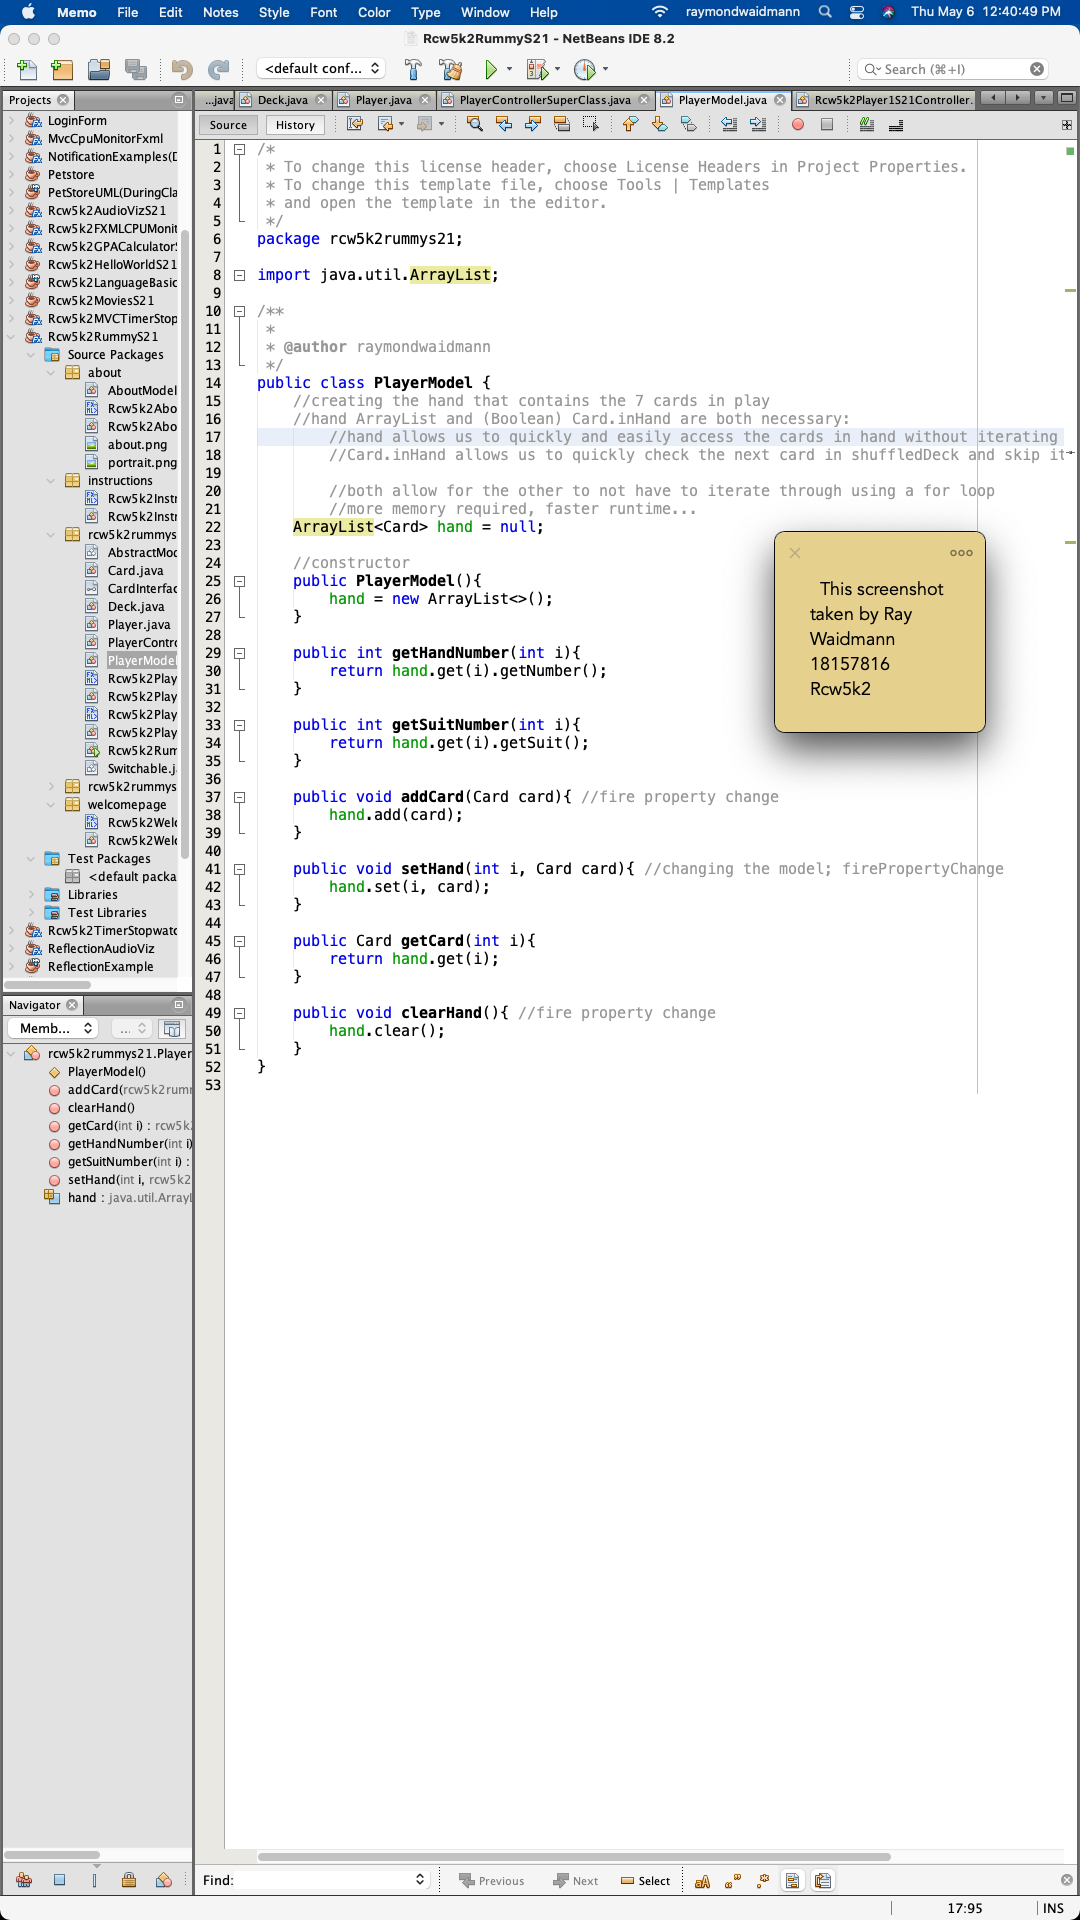 Memo File Edit Notes Style Font Color Type Window Help raymondwaidmann Thu May 6 12:40:49 PM
Rcw5k2RummyS21 - NetBeans IDE 8.2
<default conf... Search (⌘+I)
Projects ...java Deck.java Player.java PlayerControllerSuperClass.java PlayerModel.java Rcw5k2Player1S21Controller.
Source History
LoginForm
MvcCpuMonitorFxml
NotificationExamples(D
Petstore
PetStoreUML(DuringCla
Rcw5k2AudioVizS21
Rcw5k2FXMLCPUMonit
Rcw5k2GPACalculatorS
Rcw5k2HelloWorldS21
Rcw5k2LanguageBasic
Rcw5k2MoviesS21
Rcw5k2MVCTimerStop
Rcw5k2RummyS21
Source Packages
about
AboutModel
Rcw5k2Abo
Rcw5k2Abo
about.png
portrait.png
instructions
Rcw5k2Instr
Rcw5k2Instr
rcw5k2rummys
AbstractMod
Card.java
CardInterfac
Deck.java
Player.java
PlayerContro
PlayerModel
Rcw5k2Play
Rcw5k2Play
Rcw5k2Play
Rcw5k2Play
Rcw5k2Rum
Switchable.j
rcw5k2rummys
welcomepage
Rcw5k2Welc
Rcw5k2Welc
Test Packages
<default packa
Libraries
Test Libraries
Rcw5k2TimerStopwatc
ReflectionAudioViz
ReflectionExample
Navigator
Memb... ...
rcw5k2rummys21.Player
PlayerModel()
addCard(rcw5k2rumm
clearHand()
getCard(int i) : rcw5k
getHandNumber(int i)
getSuitNumber(int i) :
setHand(int i, rcw5k2
hand : java.util.ArrayL
1 /*
2 * To change this license header, choose License Headers in Project Properties.
3 * To change this template file, choose Tools | Templates
4 * and open the template in the editor.
5 */
6 package rcw5k2rummys21;
7
8 import java.util.ArrayList;
9
10 /**
11 *
12 * @author raymondwaidmann
13 */
14 public class PlayerModel {
15 //creating the hand that contains the 7 cards in play
16 //hand ArrayList and (Boolean) Card.inHand are both necessary:
17 //hand allows us to quickly and easily access the cards in hand without iterating
18 //Card.inHand allows us to quickly check the next card in shuffledDeck and skip it
19
20 //both allow for the other to not have to iterate through using a for loop
21 //more memory required, faster runtime...
22 ArrayList<Card> hand = null;
23
24 //constructor
25 public PlayerModel(){
26 hand = new ArrayList<>();
27 }
28
29 public int getHandNumber(int i){
30 return hand.get(i).getNumber();
31 }
32
33 public int getSuitNumber(int i){
34 return hand.get(i).getSuit();
35 }
36
37 public void addCard(Card card){ //fire property change
38 hand.add(card);
39 }
40
41 public void setHand(int i, Card card){ //changing the model; firePropertyChange
42 hand.set(i, card);
43 }
44
45 public Card getCard(int i){
46 return hand.get(i);
47 }
48
49 public void clearHand(){ //fire property change
50 hand.clear();
51 }
52 }
53
This screenshot
taken by Ray
Waidmann
18157816
Rcw5k2
Find: Previous Next Select
17:95 INS